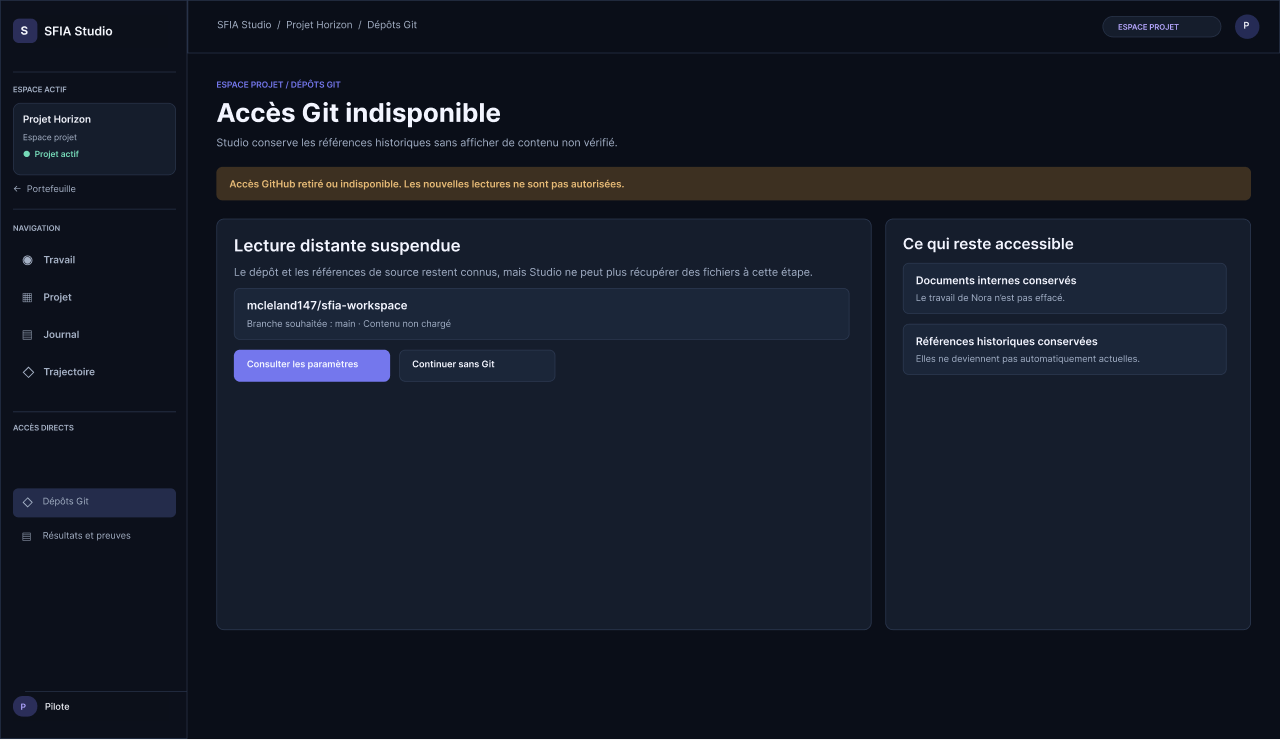 S SFIA Studio
ESPACE ACTIF
Projet Horizon
Espace projet
Projet actif
← Portefeuille
NAVIGATION
Travail
Projet
Journal
Trajectoire
ACCÈS DIRECTS
Dépôts Git
Résultats et preuves
P Pilote
SFIA Studio / Projet Horizon / Dépôts Git
ESPACE PROJET
P
ESPACE PROJET / DÉPÔTS GIT
Accès Git indisponible
Studio conserve les références historiques sans afficher de contenu non vérifié.
Accès GitHub retiré ou indisponible. Les nouvelles lectures ne sont pas autorisées.
Lecture distante suspendue
Le dépôt et les références de source restent connus, mais Studio ne peut plus récupérer des fichiers à cette étape.
mcleland147/sfia-workspace
Branche souhaitée : main · Contenu non chargé
Consulter les paramètres
Continuer sans Git
Ce qui reste accessible
Documents internes conservés
Le travail de Nora n’est pas effacé.
Références historiques conservées
Elles ne deviennent pas automatiquement actuelles.